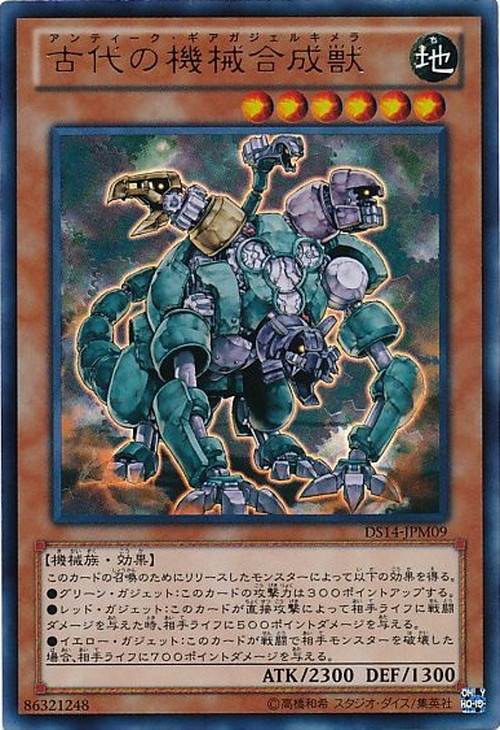 アンティーク・ギアガジェルキメラ
古代の機械合成獣
地
DS14-JPM09
【機械族・効果】
このカードの召喚のためにリリースしたモンスターによって以下の効果を得る。
●グリーン・ガジェット:このカードの攻撃力は300ポイントアップする。
●レッド・ガジェット:このカードが直接攻撃によって相手ライフに戦闘
ダメージを与えた時、相手ライフに500ポイントダメージを与える。
●イエロー・ガジェット:このカードが戦闘で相手モンスターを破壊した
場合、相手ライフに700ポイントダメージを与える。
ATK/2300 DEF/1300
86321248
©高橋和希 スタジオ・ダイス/集英社